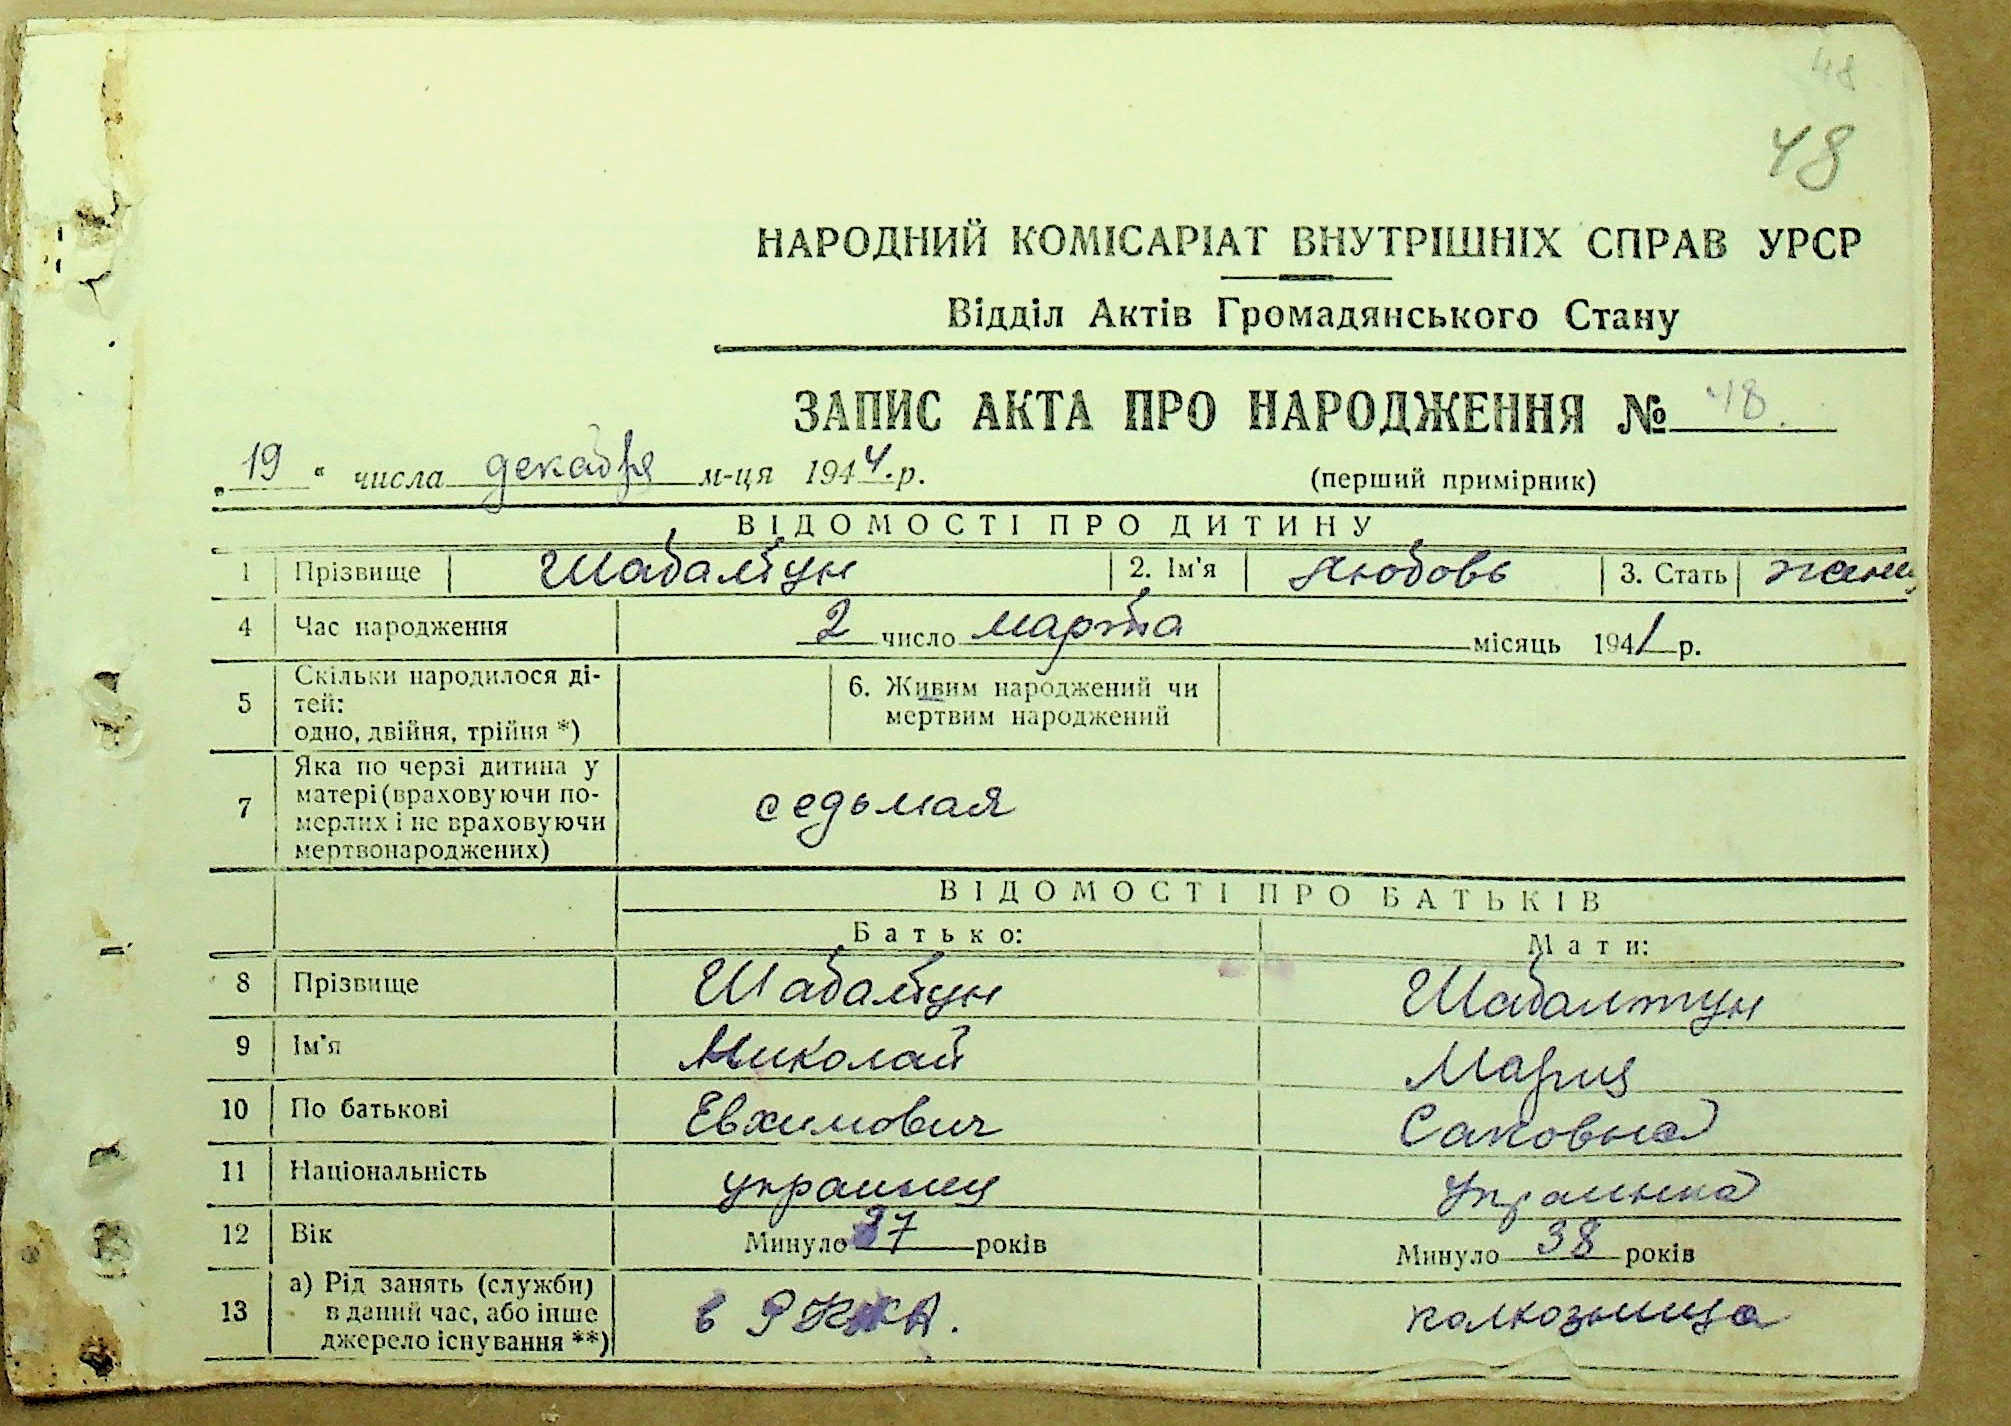 48
48
НАРОДНИЙ КОМІСАРІАТ ВНУТРІШНІХ СПРАВ УРСР
Відділ Актів Громадянського Стану
ЗАПИС АКТА ПРО НАРОДЖЕННЯ № 48.
„19“ числа декабря м-ця 1944.р.
(перший примірник)
ВІДОМОСТІ ПРО ДИТИНУ
1 Прізвище Шабалтун 2. Ім'я Любовь 3. Стать женщ
4 Час народження 2 число марта місяць 1941 р.
5 Скільки народилося ді-
тей:
одно, двійня, трійня *)
6. Живим народжений чи
мертвим народжений
7 Яка по черзі дитина у
матері (враховуючи по-
мерлих і не враховуючи
мертвонароджених)
седьмая
ВІДОМОСТІ ПРО БАТЬКІВ
Батько: Мати:
8 Прізвище Шабалтун Шабалтун
9 Ім'я Николай Мария
10 По батькові Евхимович Саковна
11 Національність украинец украинка
12 Вік Минуло 37 років Минуло 38 років
13 а) Рід занять (служби)
в даний час, або інше
джерело існування **)
в РККА. колхозница